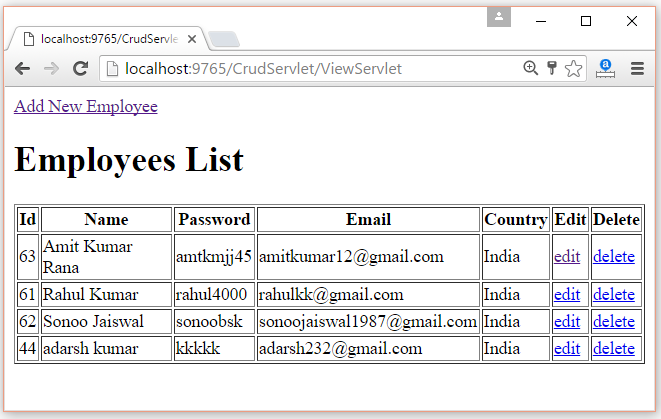 localhost:9765/CrudServle
localhost:9765/CrudServlet/ViewServlet
Add New Employee
Employees List
Id Name Password Email Country Edit Delete
63 Amit Kumar Rana amtkmjj45 amitkumar12@gmail.com India edit delete
61 Rahul Kumar rahul4000 rahulkk@gmail.com India edit delete
62 Sonoo Jaiswal sonoobsk sonoojaiswal1987@gmail.com India edit delete
44 adarsh kumar kkkkk adarsh232@gmail.com India edit delete